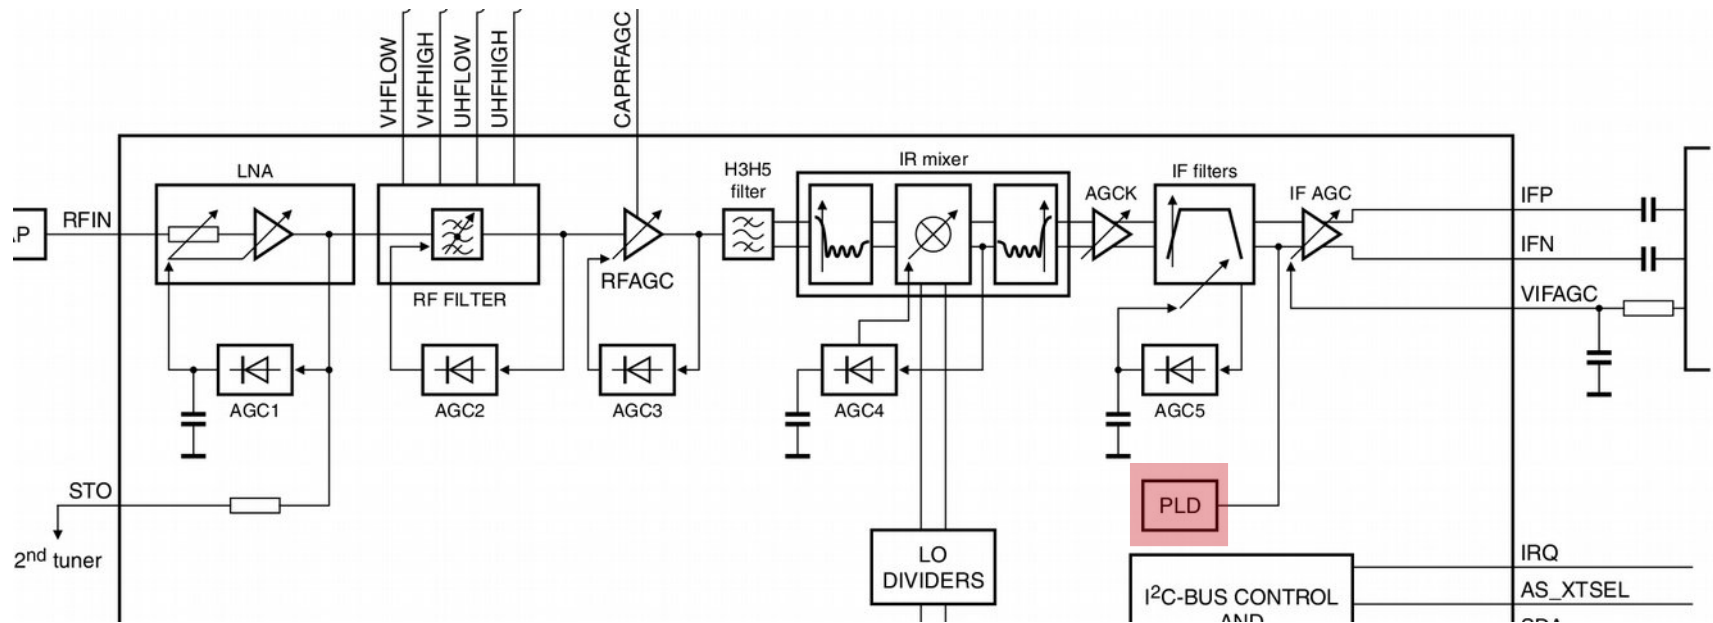 VHFLOW
VHFHIGH
UHFLOW
UHFHIGH
CAPRFAGC
LNA
H3H5
filter
IR mixer
AGCK
IF filters
IF AGC
IFP
RFIN
IFN
RF FILTER
RFAGC
VIFAGC
AGC1
AGC2
AGC3
AGC4
AGC5
STO
PLD
2nd tuner
LO
DIVIDERS
IRQ
I2C-BUS CONTROL
AND
AS_XTSEL